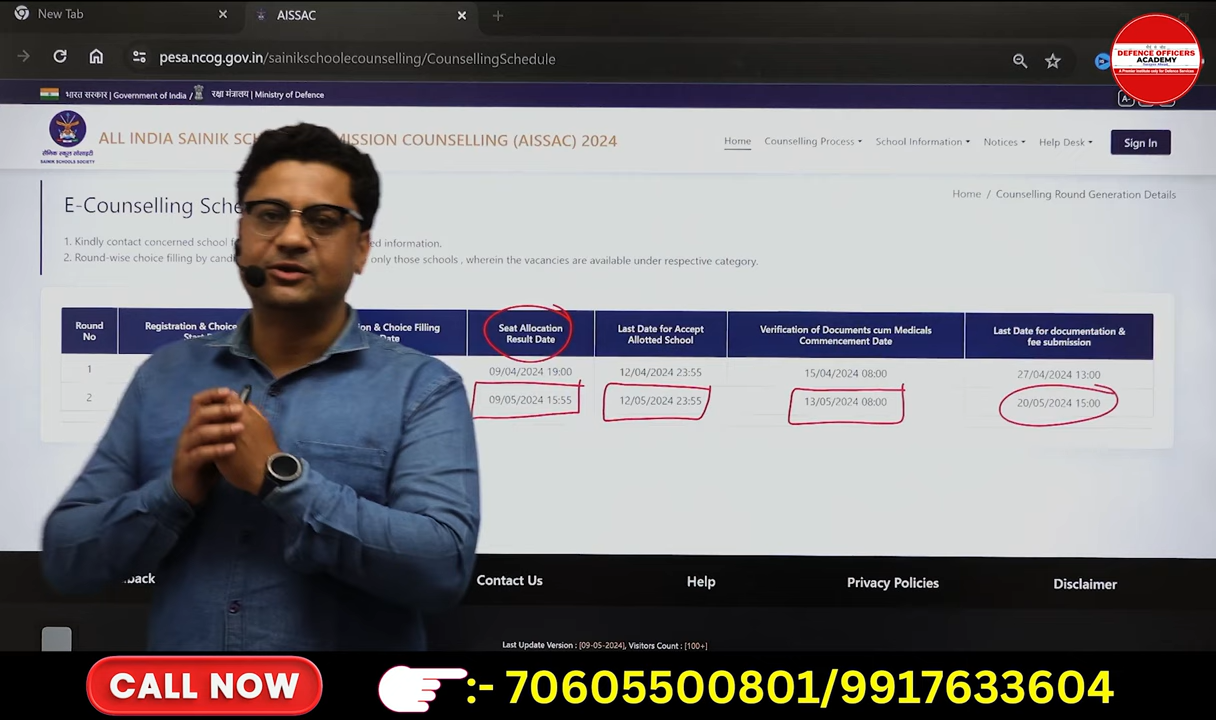 New Tab
AISSAC
pesa.ncog.gov.in/sainikschoolecounselling/CounsellingSchedule
DEFENCE OFFICERS
ACADEMY
भारत सरकार | Government of India / रक्षा मंत्रालय | Ministry of Defence
A-
सैनिक स्कूल सोसाइटी
SAINIK SCHOOLS SOCIETY
ALL INDIA SAINIK SC MISSION COUNSELLING (AISSAC) 2024
Home Counselling Process School Information Notices Help Desk Sign In
E-Counselling Sche
Home / Counselling Round Generation Details
1. Kindly contact concerned school f ed information.
2. Round-wise choice filling by cand only those schools , wherein the vacancies are available under respective category.
Round No
Registration & Choice
on & Choice Filling
Date
Seat Allocation Result Date
Last Date for Accept Allotted School
Verification of Documents cum Medicals Commencement Date
Last Date for documentation & fee submission
1 09/04/2024 19:00 12/04/2024 23:55 15/04/2024 08:00 27/04/2024 13:00
2 09/05/2024 15:55 12/05/2024 23:55 13/05/2024 08:00 20/05/2024 15:00
back Contact Us Help Privacy Policies Disclaimer
Last Update Version : [09-05-2024], Visitors Count : [100+]
CALL NOW :- 70605500801/9917633604